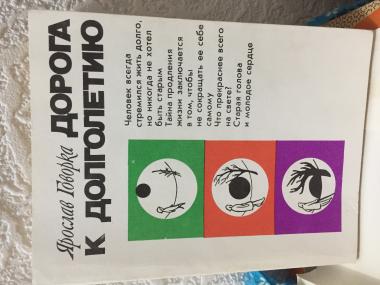 Ярослав Говорка
ДОРОГА
К ДОЛГОЛЕТИЮ
Человек всегда
стремился жить долго,
но никогда не хотел
быть старым
Тайна продления
жизни заключается
в том, чтобы
не сокращать ее себе
самому
Что прекраснее всего
на свете?
Старая голова
и молодое сердце